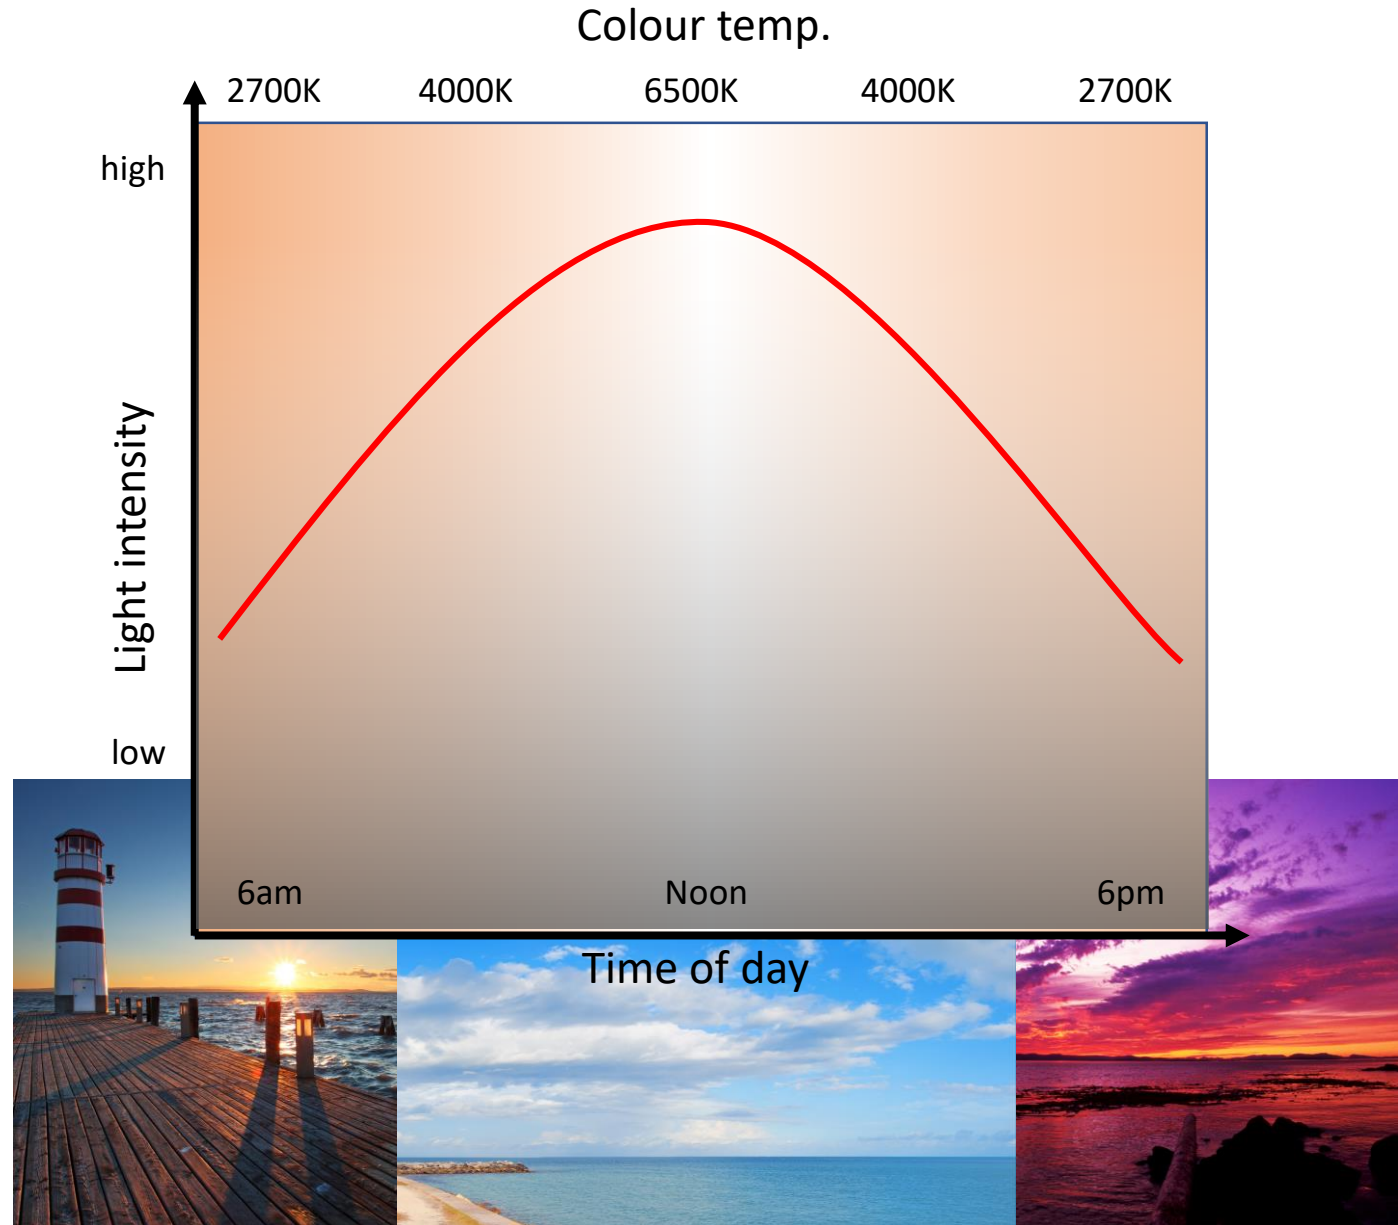 Colour temp.
2700K 4000K 6500K 4000K 2700K
high
Light intensity
low
6am Noon 6pm
Time of day